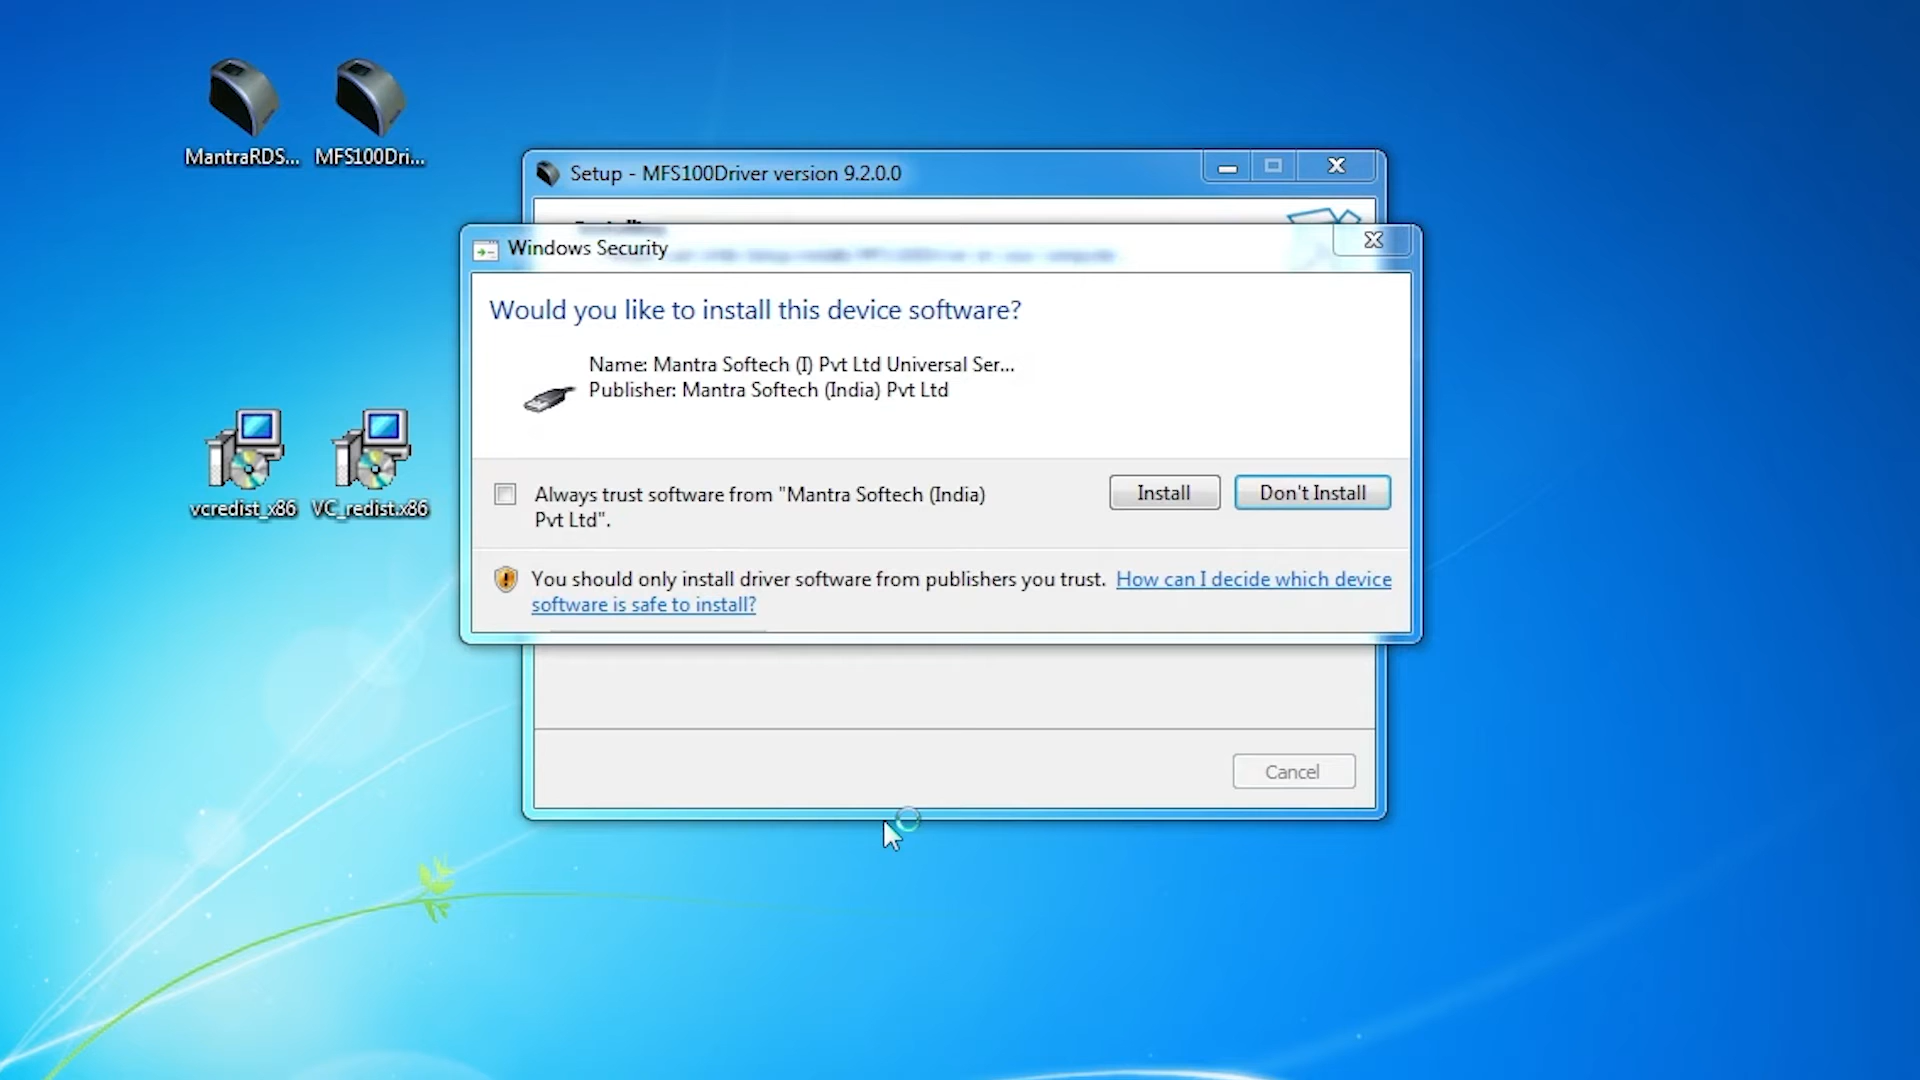 MantraRDS... MFS100Dri...
Setup - MFS100Driver version 9.2.0.0
Windows Security
Would you like to install this device software?
Name: Mantra Softech (I) Pvt Ltd Universal Ser...
Publisher: Mantra Softech (India) Pvt Ltd
Always trust software from "Mantra Softech (India)
Pvt Ltd".
Install
Don't Install
You should only install driver software from publishers you trust. How can I decide which device
software is safe to install?
vcredist_x86 VC_redist.x86
Cancel